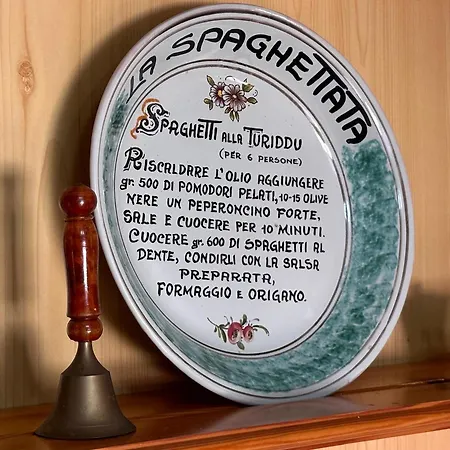 LA SPAGHETTATA
SPAGHETTI ALLA TURIDDU
(PER 6 PERSONE)
RISCALDARE L'OLIO AGGIUNGERE
gr. 500 DI POMODORI PELATI, 10-15 OLIVE
NERE UN PEPERONCINO FORTE,
SALE E CUOCERE PER 10 MINUTI.
CUOCERE gr. 600 DI SPAGHETTI AL
DENTE, CONDIRLI CON LA SALSA
PREPARATA,
FORMAGGIO E ORIGANO.